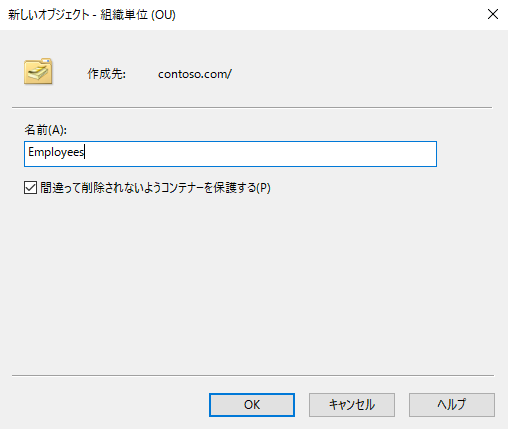 新しいオブジェクト - 組織単位 (OU)
作成先: contoso.com/
名前(A):
Employees
間違って削除されないようコンテナーを保護する(P)
OK キャンセル ヘルプ